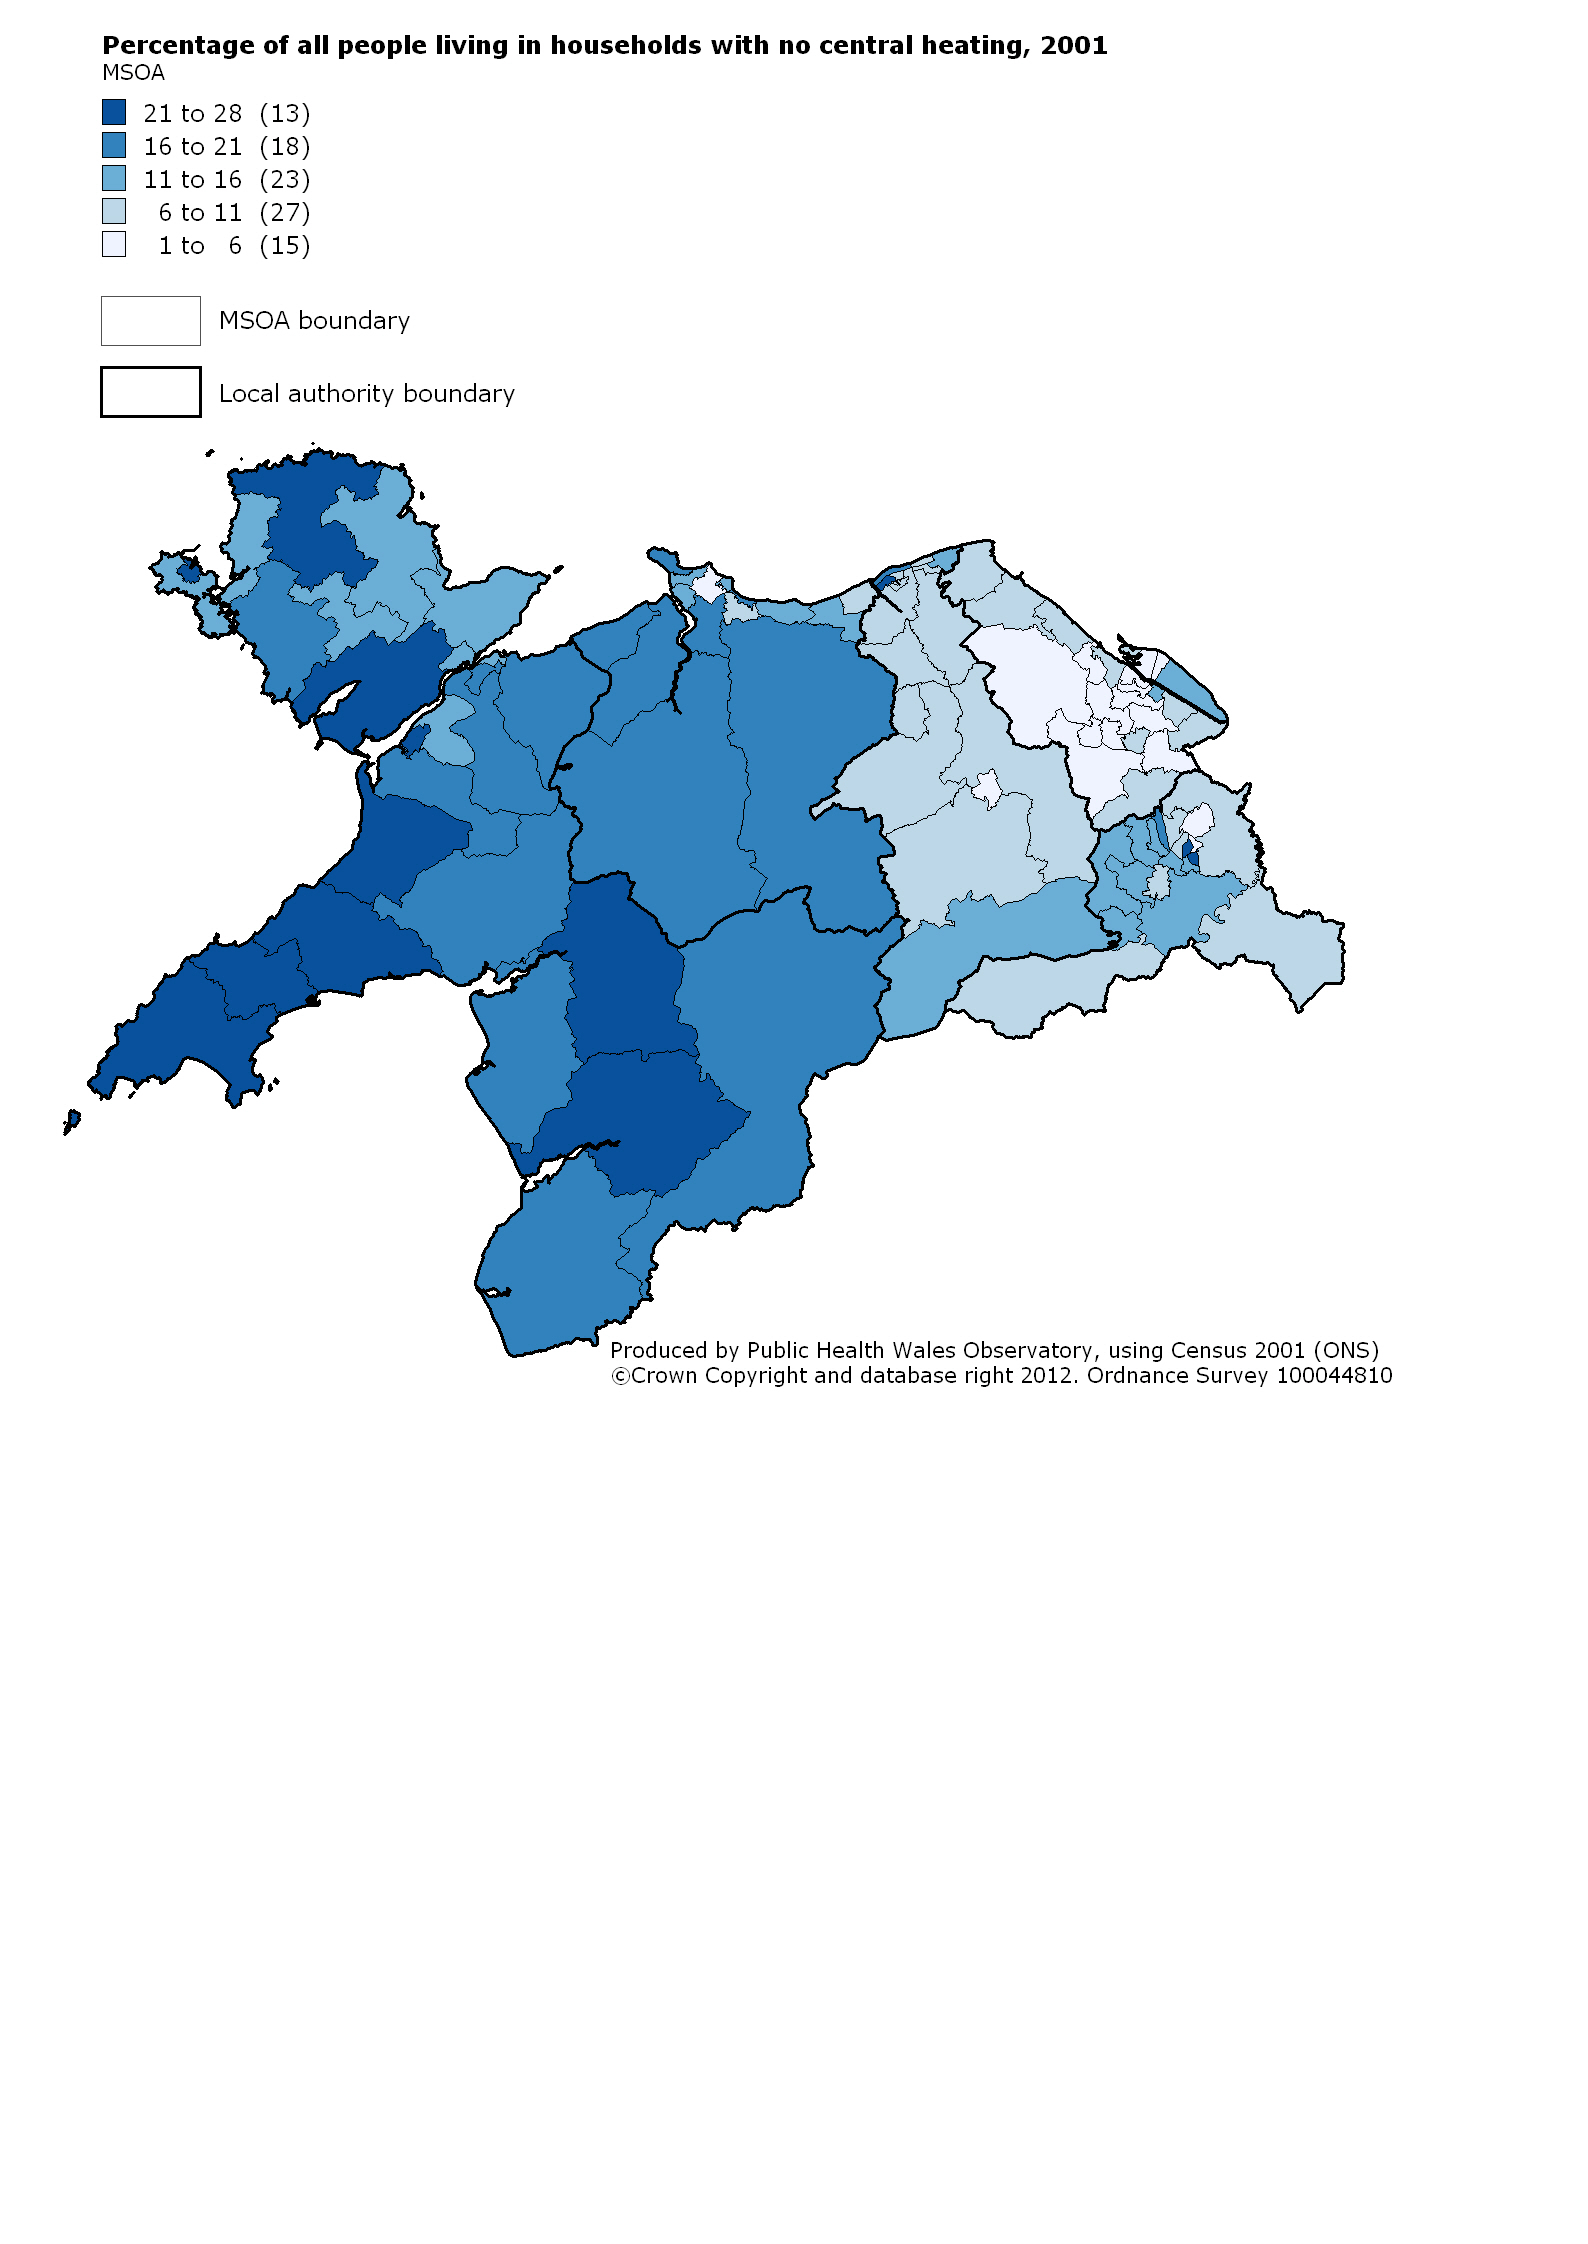 Percentage of all people living in households with no central heating, 2001
MSOA
21 to 28 (13)
16 to 21 (18)
11 to 16 (23)
6 to 11 (27)
1 to 6 (15)
MSOA boundary
Local authority boundary
Produced by Public Health Wales Observatory, using Census 2001 (ONS)
©Crown Copyright and database right 2012. Ordnance Survey 100044810